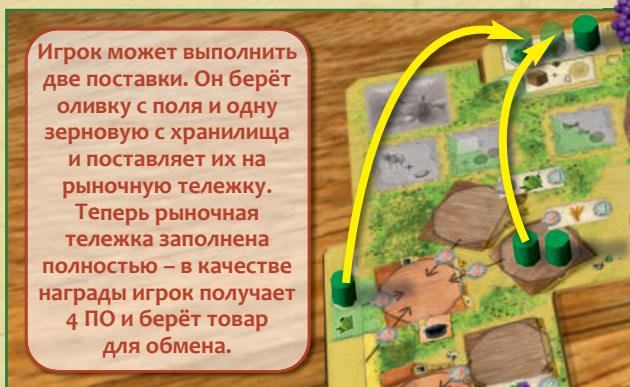 Игрок может выполнить
две поставки. Он берёт
оливку с поля и одну
зерновую с хранилища
и поставляет их на
рыночную тележку.
Теперь рыночная
тележка заполнена
полностью – в качестве
награды игрок получает
4 ПО и берёт товар
для обмена.